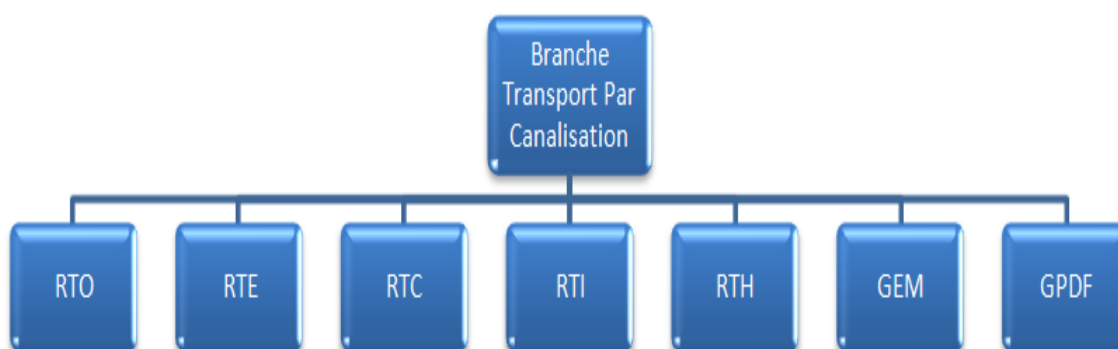 Branche
Transport Par
Canalisation
RTO
RTE
RTC
RTI
RTH
GEM
GPDF